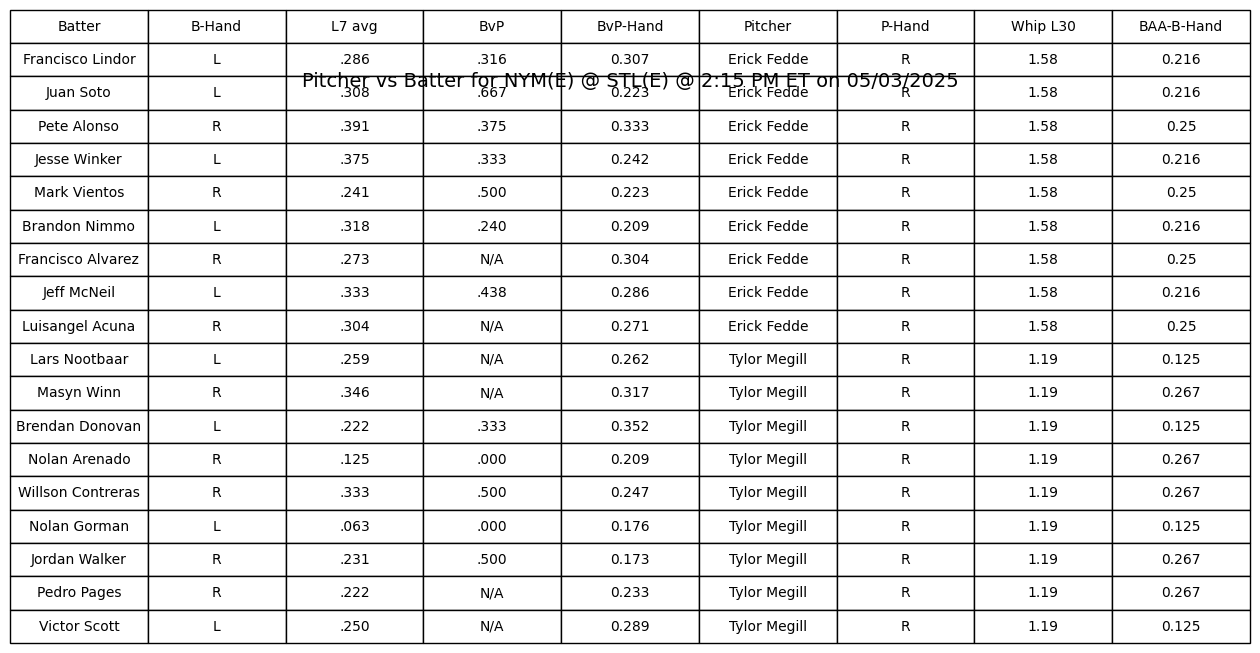 Batter B-Hand L7 avg BvP BvP-Hand Pitcher P-Hand Whip L30 BAA-B-Hand
Francisco Lindor L .286 .316 0.307 Erick Fedde R 1.58 0.216
Pitcher vs Batter for NYM(E) @ STL(E) @ 2:15 PM ET on 05/03/2025
Juan Soto L .308 .667 0.223 Erick Fedde R 1.58 0.216
Pete Alonso R .391 .375 0.333 Erick Fedde R 1.58 0.25
Jesse Winker L .375 .333 0.242 Erick Fedde R 1.58 0.216
Mark Vientos R .241 .500 0.223 Erick Fedde R 1.58 0.25
Brandon Nimmo L .318 .240 0.209 Erick Fedde R 1.58 0.216
Francisco Alvarez R .273 N/A 0.304 Erick Fedde R 1.58 0.25
Jeff McNeil L .333 .438 0.286 Erick Fedde R 1.58 0.216
Luisangel Acuna R .304 N/A 0.271 Erick Fedde R 1.58 0.25
Lars Nootbaar L .259 N/A 0.262 Tylor Megill R 1.19 0.125
Masyn Winn R .346 N/A 0.317 Tylor Megill R 1.19 0.267
Brendan Donovan L .222 .333 0.352 Tylor Megill R 1.19 0.125
Nolan Arenado R .125 .000 0.209 Tylor Megill R 1.19 0.267
Willson Contreras R .333 .500 0.247 Tylor Megill R 1.19 0.267
Nolan Gorman L .063 .000 0.176 Tylor Megill R 1.19 0.125
Jordan Walker R .231 .500 0.173 Tylor Megill R 1.19 0.267
Pedro Pages R .222 N/A 0.233 Tylor Megill R 1.19 0.267
Victor Scott L .250 N/A 0.289 Tylor Megill R 1.19 0.125